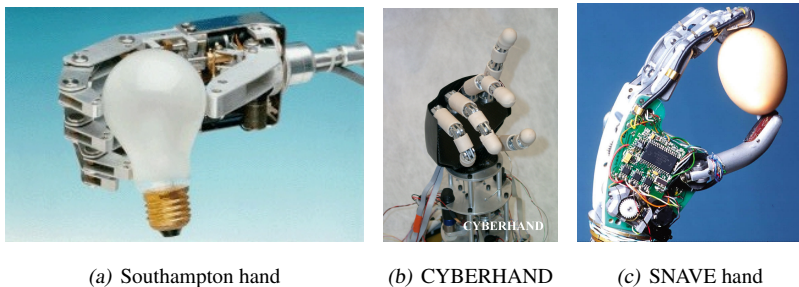 CYBERHAND
(a) Southampton hand
(b) CYBERHAND
(c) SNAVE hand